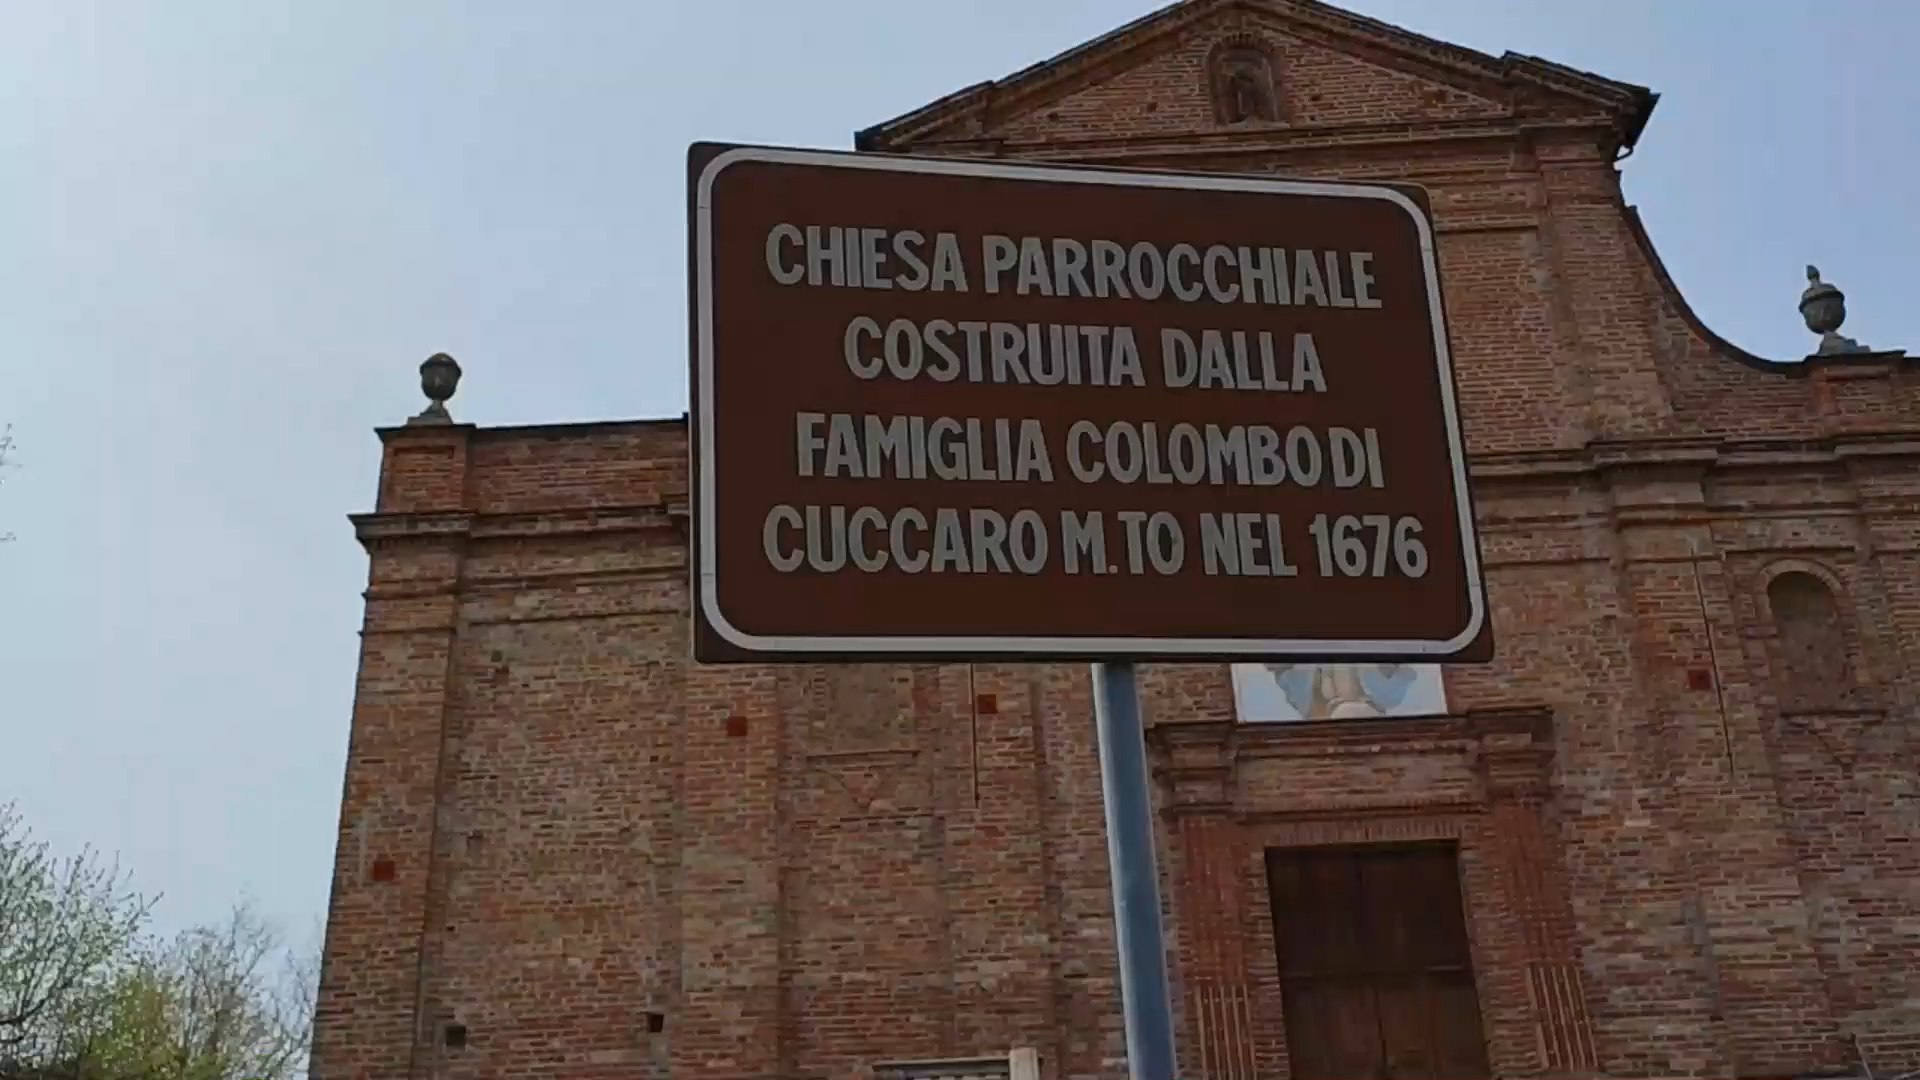 CHIESA PARROCCHIALE
COSTRUITA DALLA
FAMIGLIA COLOMBO DI
CUCCARO M.TO NEL 1676